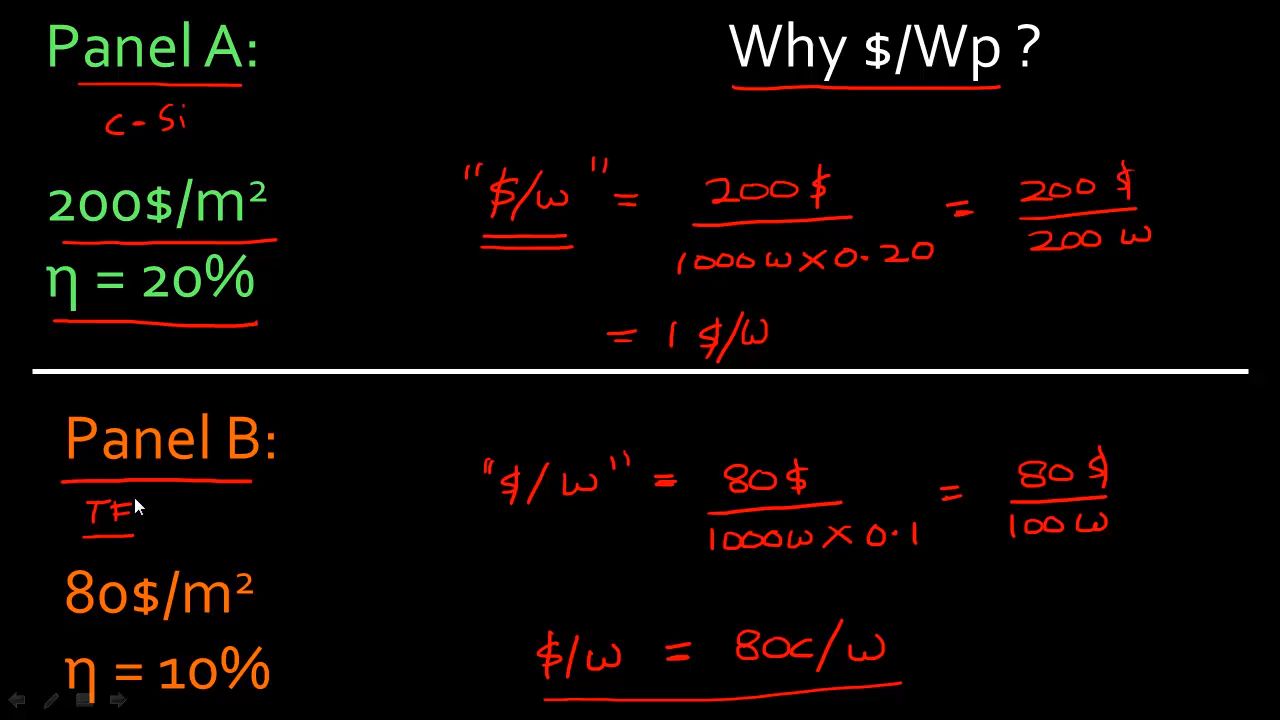 Panel A:
Why $/Wp ?
c - Si
200$/m²
η = 20%
"$/w" = 200 $ / 1000w x 0.20 = 200 $ / 200 w
= 1 $/w
Panel B:
TF
80$/m²
η = 10%
"$/w" = 80 $ / 1000w x 0.1 = 80 $ / 100 w
$/w = 80c/w